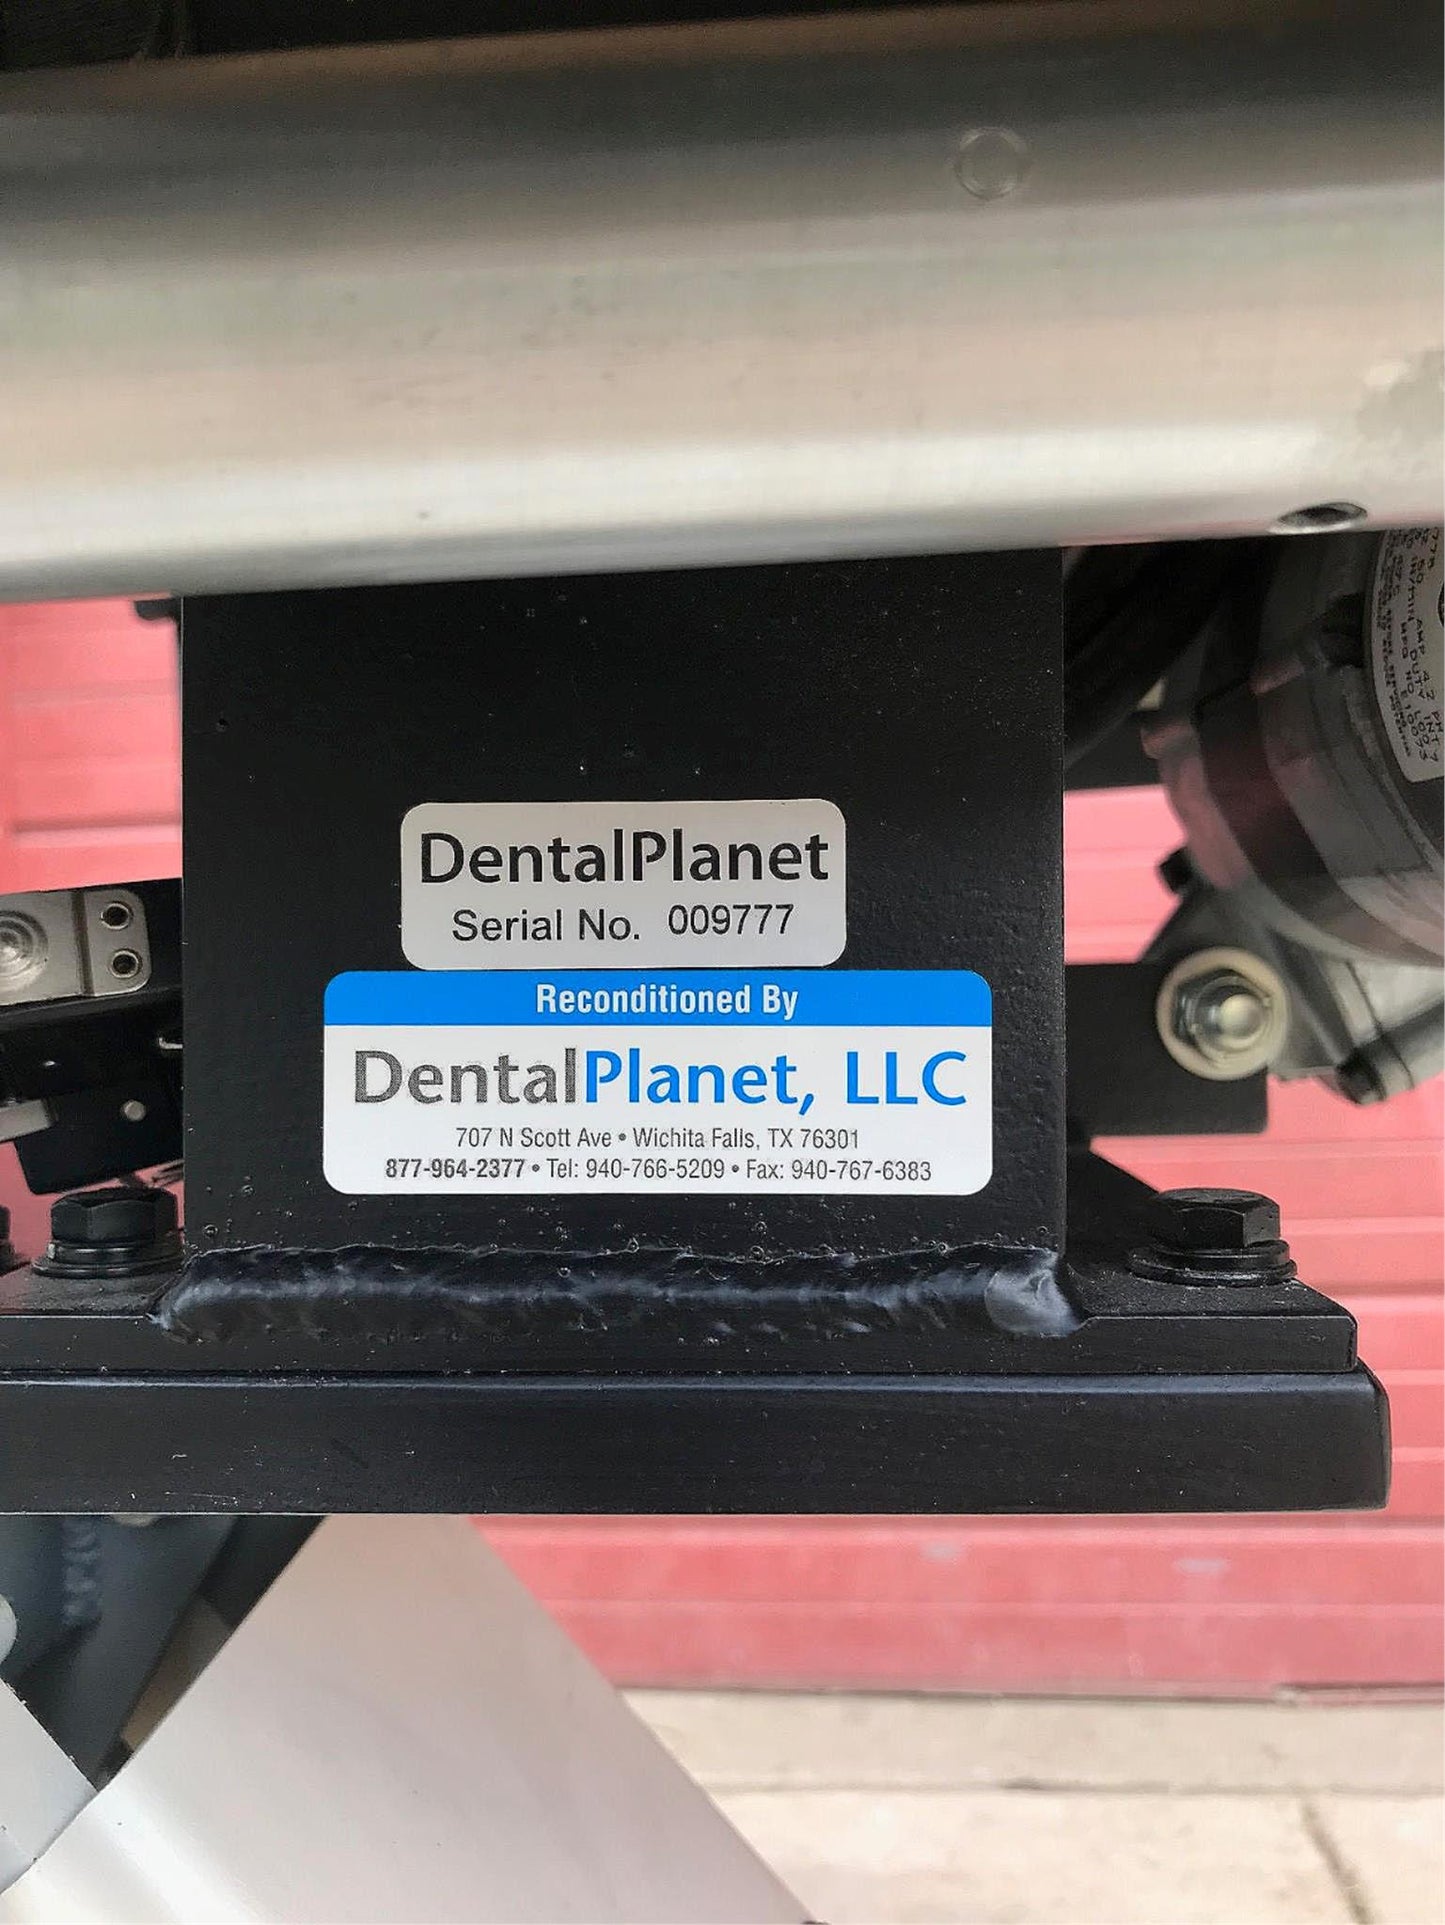 DentalPlanet
Serial No. 009777
Reconditioned By
DentalPlanet, LLC
707 N Scott Ave • Wichita Falls, TX 76301
877-964-2377 • Tel: 940-766-5209 • Fax: 940-767-6383